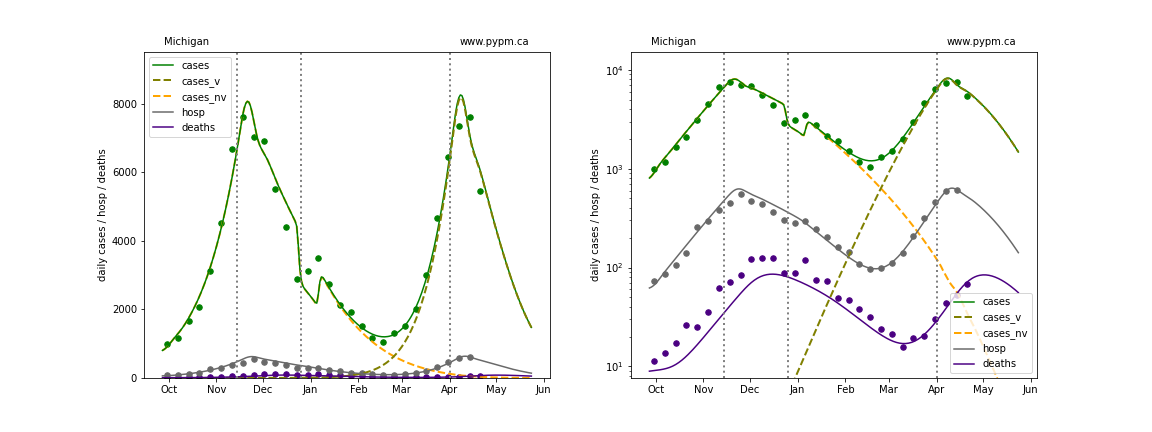 Michigan
www.pypm.ca
cases
cases_v
cases_nv
hosp
deaths
daily cases / hosp / deaths
8000
6000
4000
2000
0
Oct
Nov
Dec
Jan
Feb
Mar
Apr
May
Jun
Michigan
www.pypm.ca
daily cases / hosp / deaths
10⁴
10³
10²
10¹
cases
cases_v
cases_nv
hosp
deaths
Oct
Nov
Dec
Jan
Feb
Mar
Apr
May
Jun